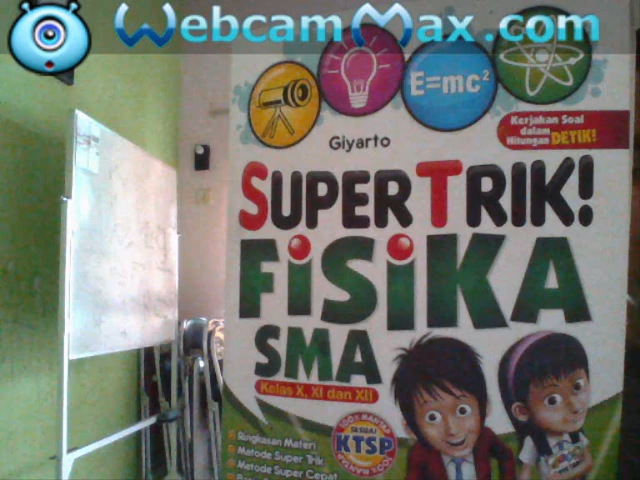 WebcamMax.com
E=mc²
Giyarto
Kerjakan Soal
dalam
Hitungan DETIK!
SUPER TRIK!
FiSiKA
SMA
Kelas X, XI dan XII
SESUAI
KTSP
Ringkasan Materi
Metode Super Trik
Metode Super Cepat